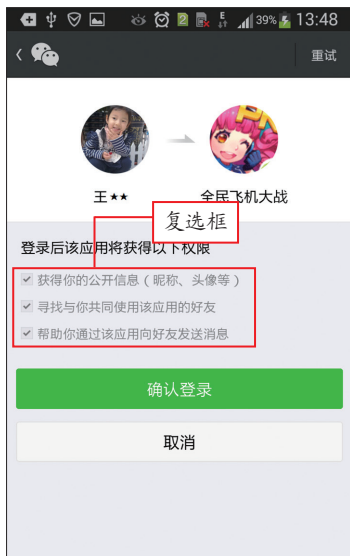 39% 13:48
重试
王★★ 全民飞机大战
复选框
登录后该应用将获得以下权限
获得你的公开信息（昵称、头像等）
寻找与你共同使用该应用的好友
帮助你通过该应用向好友发送消息
确认登录
取消